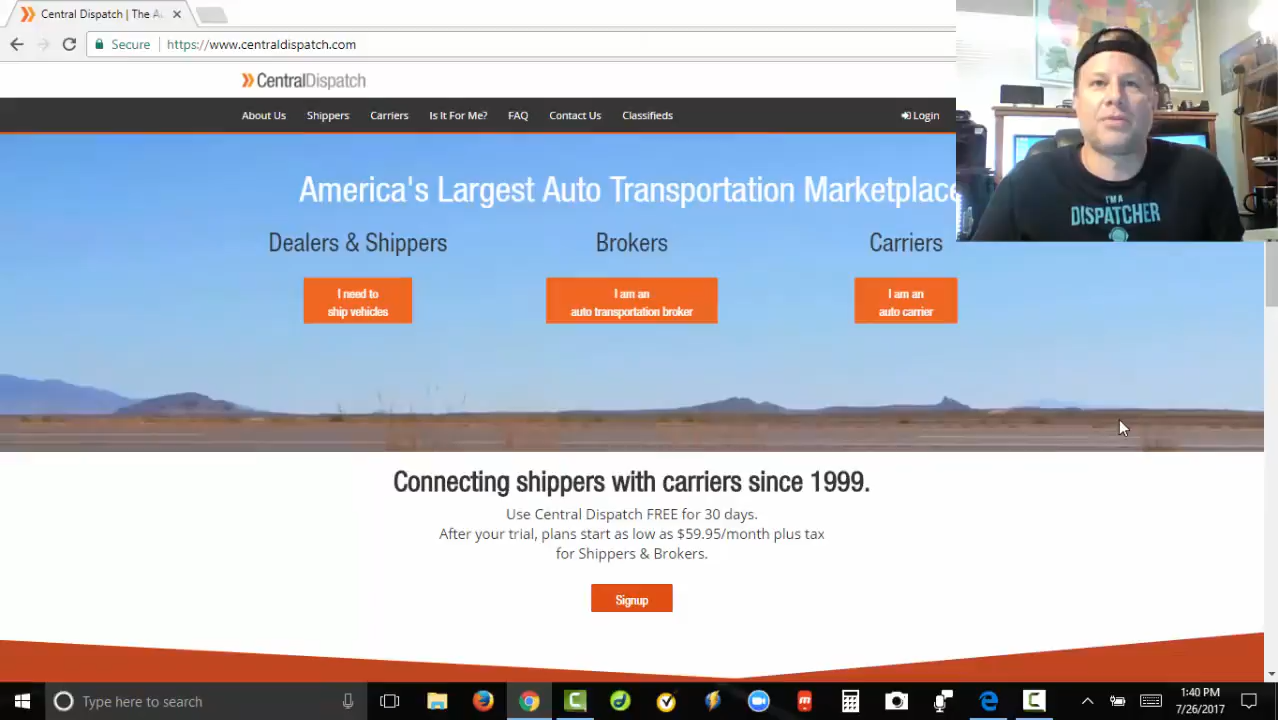 Central Dispatch | The A
Secure https://www.centraldispatch.com
CentralDispatch
About Us Shippers Carriers Is It For Me? FAQ Contact Us Classifieds Login
I'M A
DISPATCHER
America's Largest Auto Transportation Marketplace
Dealers & Shippers Brokers Carriers
I need to
ship vehicles
I am an
auto transportation broker
I am an
auto carrier
Connecting shippers with carriers since 1999.
Use Central Dispatch FREE for 30 days.
After your trial, plans start as low as $59.95/month plus tax
for Shippers & Brokers.
Signup
Type here to search
1:40 PM
7/26/2017